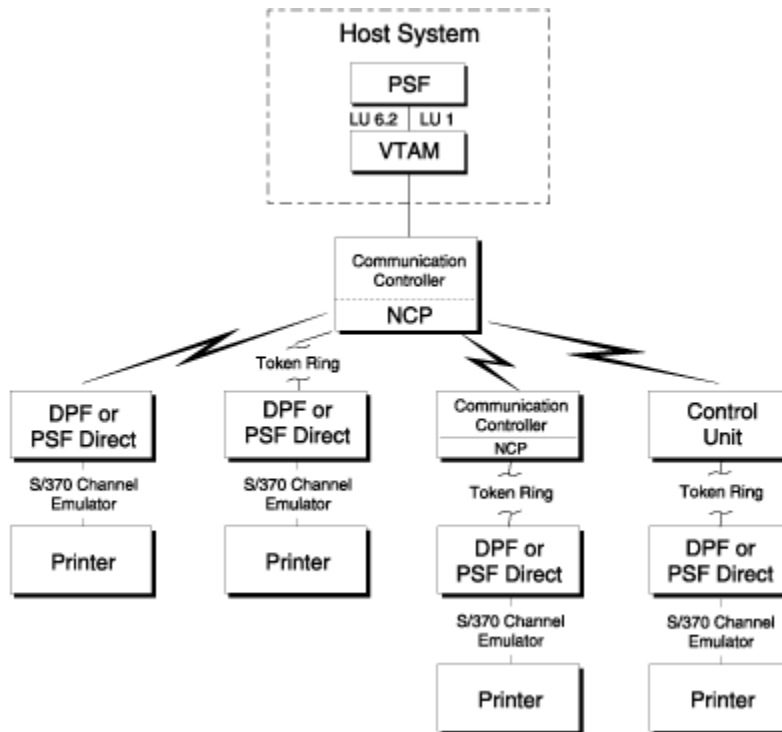 Host System
PSF
LU 6.2 LU 1
VTAM
Communication
Controller
NCP
Token Ring
DPF or
PSF Direct
DPF or
PSF Direct
Communication
Controller
NCP
Control
Unit
S/370 Channel
Emulator
S/370 Channel
Emulator
Token Ring
Token Ring
Printer
Printer
DPF or
PSF Direct
DPF or
PSF Direct
S/370 Channel
Emulator
S/370 Channel
Emulator
Printer
Printer